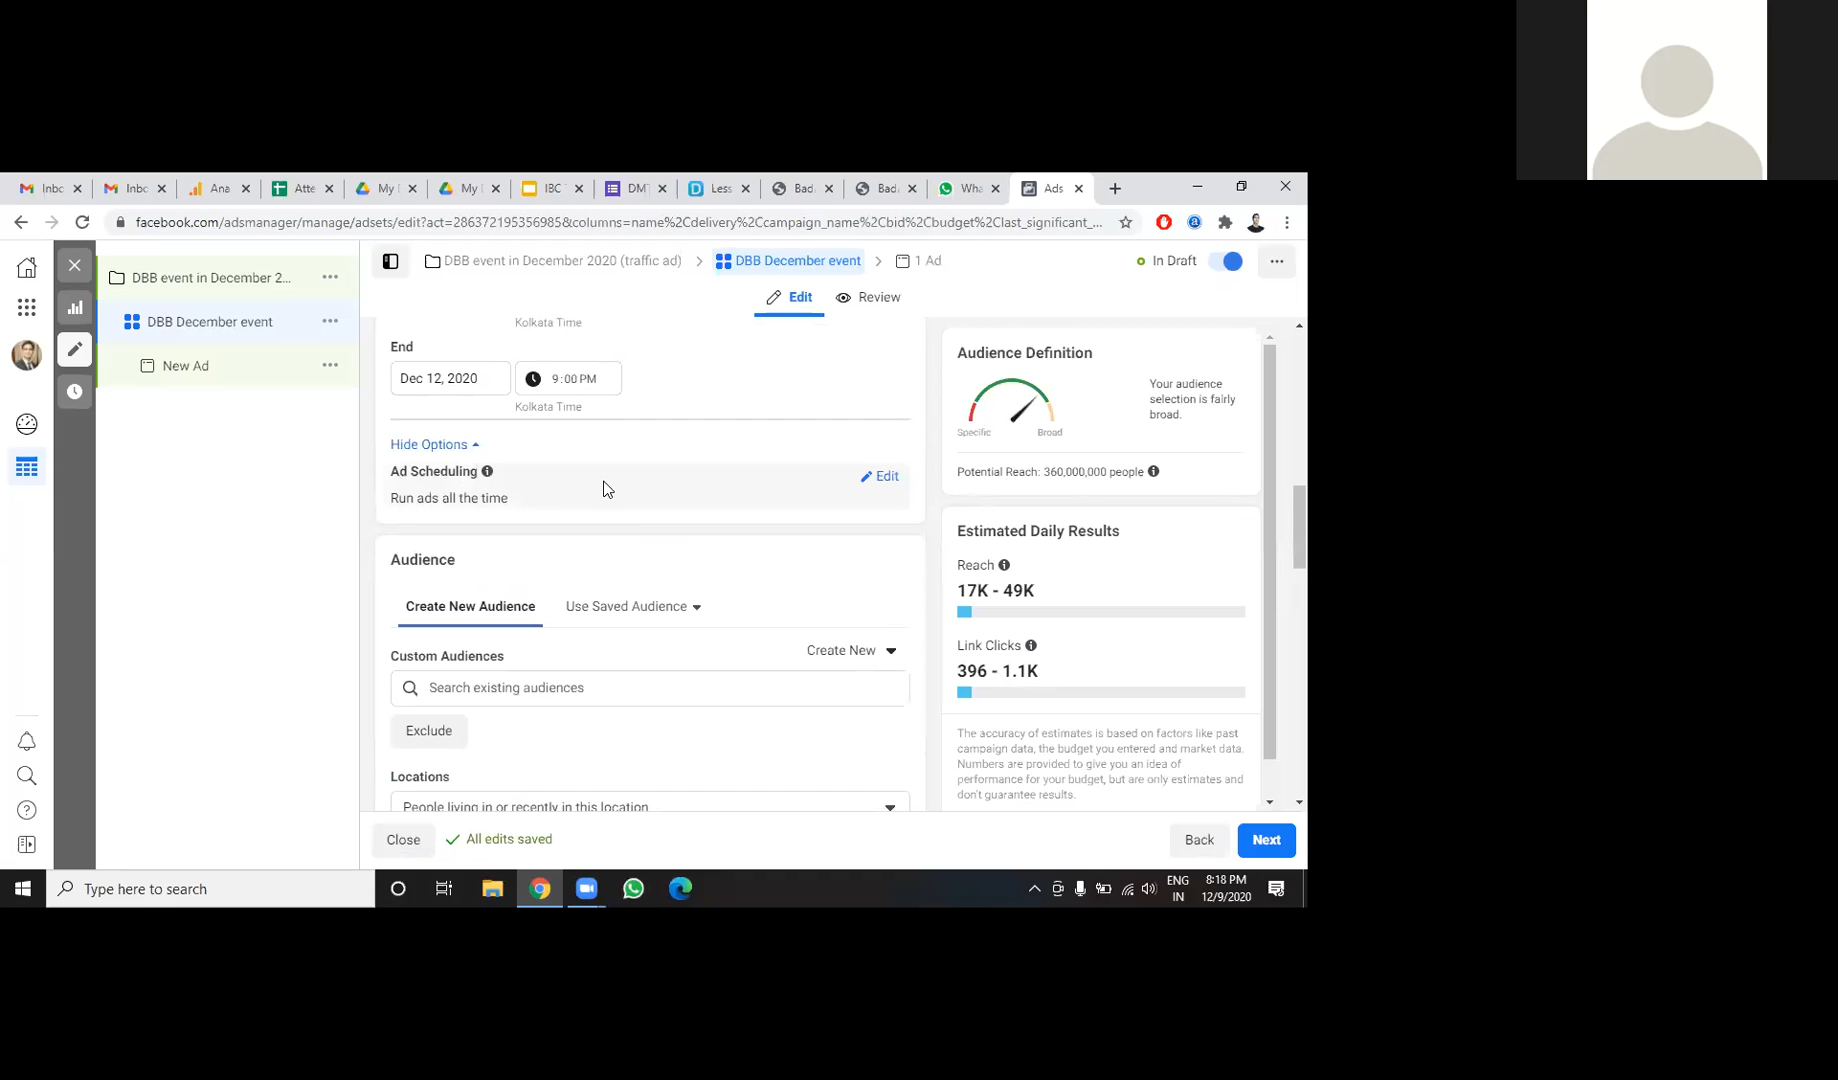 Inbc
Inbc
Ana
Atte
My I
My [
IBC
DMT
Less
Bad
Bad
Wha
Ads
facebook.com/adsmanager/manage/adsets/edit?act=286372195356985&columns=name%2Cdelivery%2Ccampaign_name%2Cbid%2Cbudget%2Clast_significant_...
DBB event in December 2020 (traffic ad)
DBB December event
1 Ad
In Draft
DBB event in December 2...
DBB December event
New Ad
Edit
Review
Kolkata Time
End
Dec 12, 2020
9:00 PM
Kolkata Time
Hide Options
Ad Scheduling
Edit
Run ads all the time
Audience
Create New Audience
Use Saved Audience
Custom Audiences
Create New
Search existing audiences
Exclude
Locations
People living in or recently in this location
Audience Definition
Specific
Broad
Your audience
selection is fairly
broad.
Potential Reach: 360,000,000 people
Estimated Daily Results
Reach
17K - 49K
Link Clicks
396 - 1.1K
The accuracy of estimates is based on factors like past
campaign data, the budget you entered and market data.
Numbers are provided to give you an idea of
performance for your budget, but are only estimates and
don't guarantee results.
Close
All edits saved
Back
Next
Type here to search
ENG
IN
8:18 PM
12/9/2020